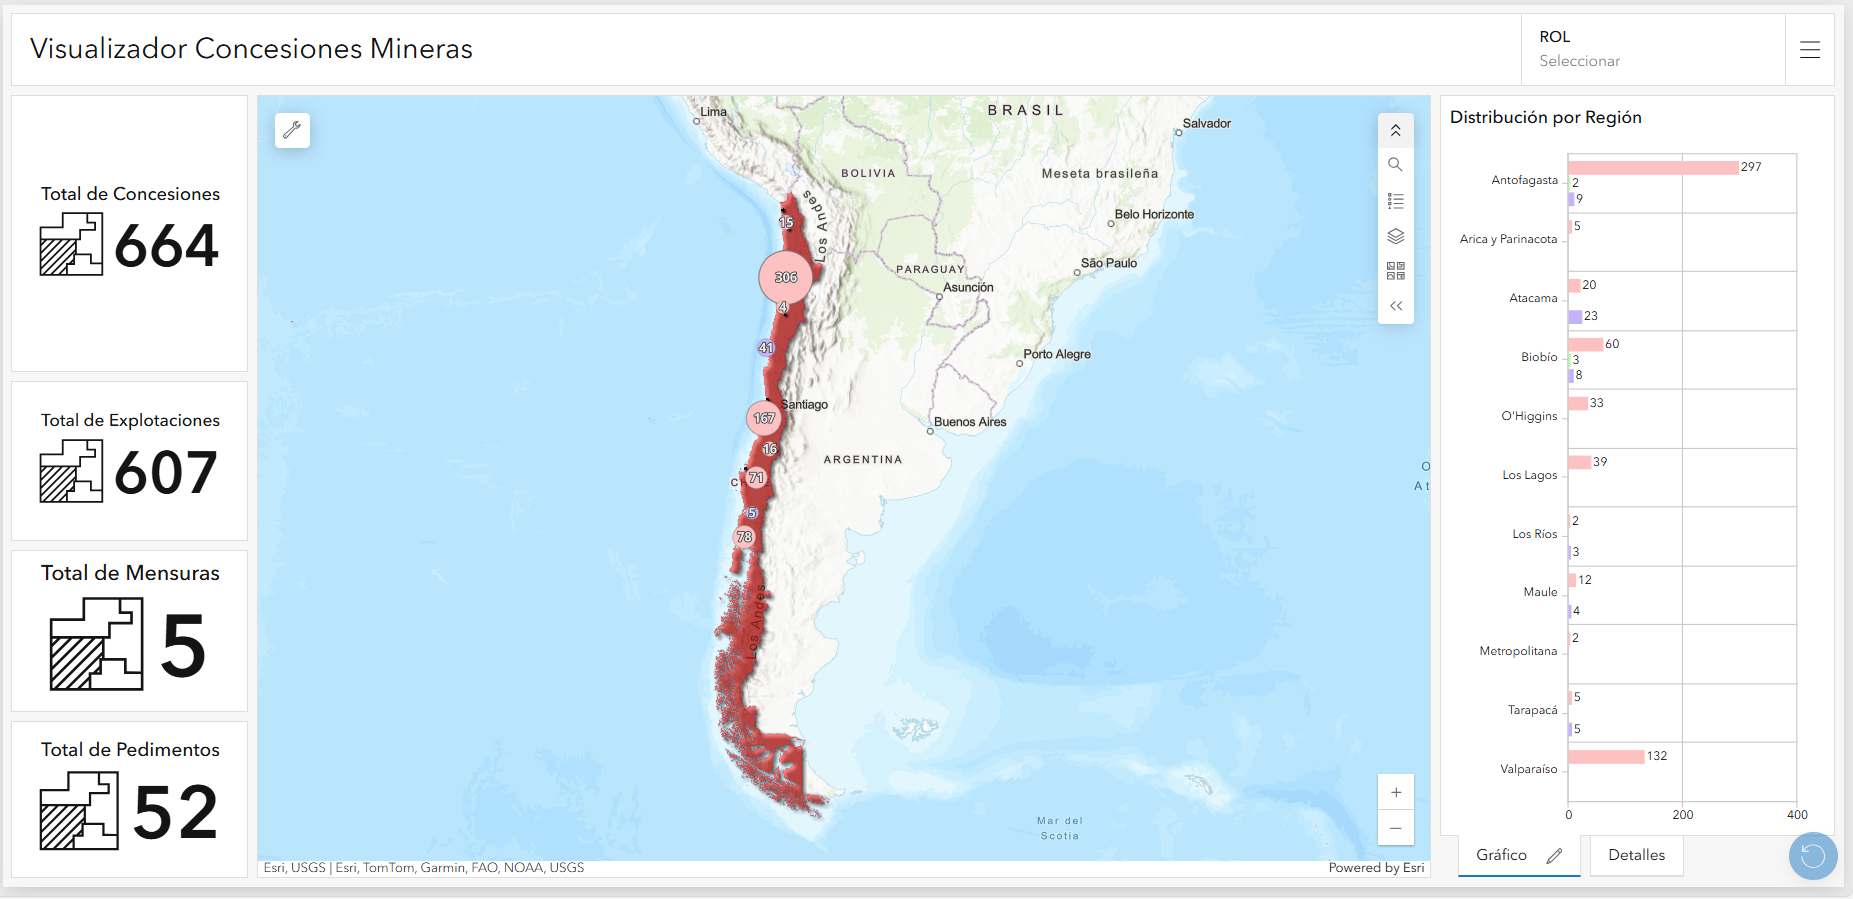 Visualizador Concesiones Mineras
ROL
Seleccionar
Total de Concesiones
664
Total de Explotaciones
607
Total de Mensuras
5
Total de Pedimentos
52
Lima
BRASIL
Salvador
BOLIVIA
Meseta brasileña
Los Andes
Belo Horizonte
15
PARAGUAY
São Paulo
306
Asunción
4
41
Porto Alegre
Santiago
167
Buenos Aires
16
ARGENTINA
71
C
O
At
5
78
Los Andes
Mar del
Scotia
+
−
Esri, USGS | Esri, TomTom, Garmin, FAO, NOAA, USGS
Powered by Esri
Distribución por Región
Antofagasta
297
2
9
Arica y Parinacota
5
Atacama
20
23
Biobío
60
3
8
O'Higgins
33
Los Lagos
39
Los Ríos
2
3
Maule
12
4
Metropolitana
2
Tarapacá
5
5
Valparaíso
132
0 200 400
Gráfico
Detalles